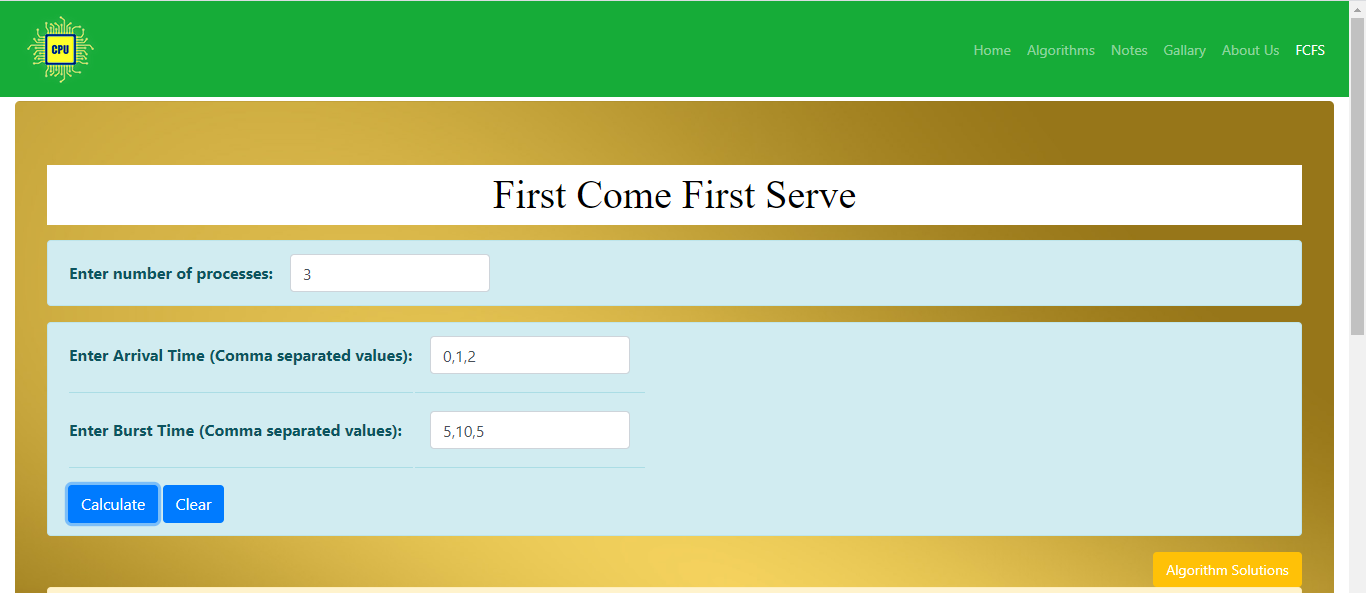 CPU
Home Algorithms Notes Gallary About Us FCFS
First Come First Serve
Enter number of processes: 3
Enter Arrival Time (Comma separated values): 0,1,2
Enter Burst Time (Comma separated values): 5,10,5
Calculate Clear
Algorithm Solutions